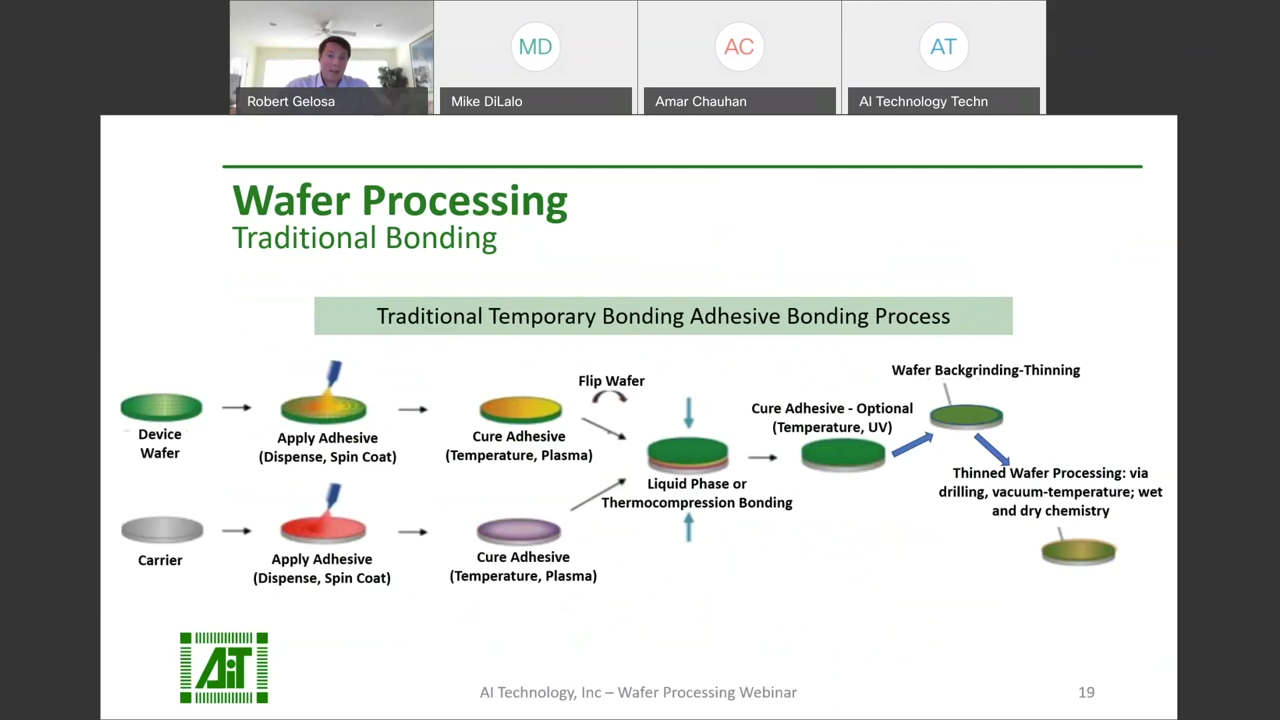 MD
AC
AT
Robert Gelosa
Mike DiLalo
Amar Chauhan
AI Technology Techn
Wafer Processing
Traditional Bonding
Traditional Temporary Bonding Adhesive Bonding Process
Device
Wafer
Apply Adhesive
(Dispense, Spin Coat)
Cure Adhesive
(Temperature, Plasma)
Flip Wafer
Carrier
Apply Adhesive
(Dispense, Spin Coat)
Cure Adhesive
(Temperature, Plasma)
Liquid Phase or
Thermocompression Bonding
Cure Adhesive - Optional
(Temperature, UV)
Wafer Backgrinding-Thinning
Thinned Wafer Processing: via
drilling, vacuum-temperature; wet
and dry chemistry
AiT
AI Technology, Inc – Wafer Processing Webinar
19